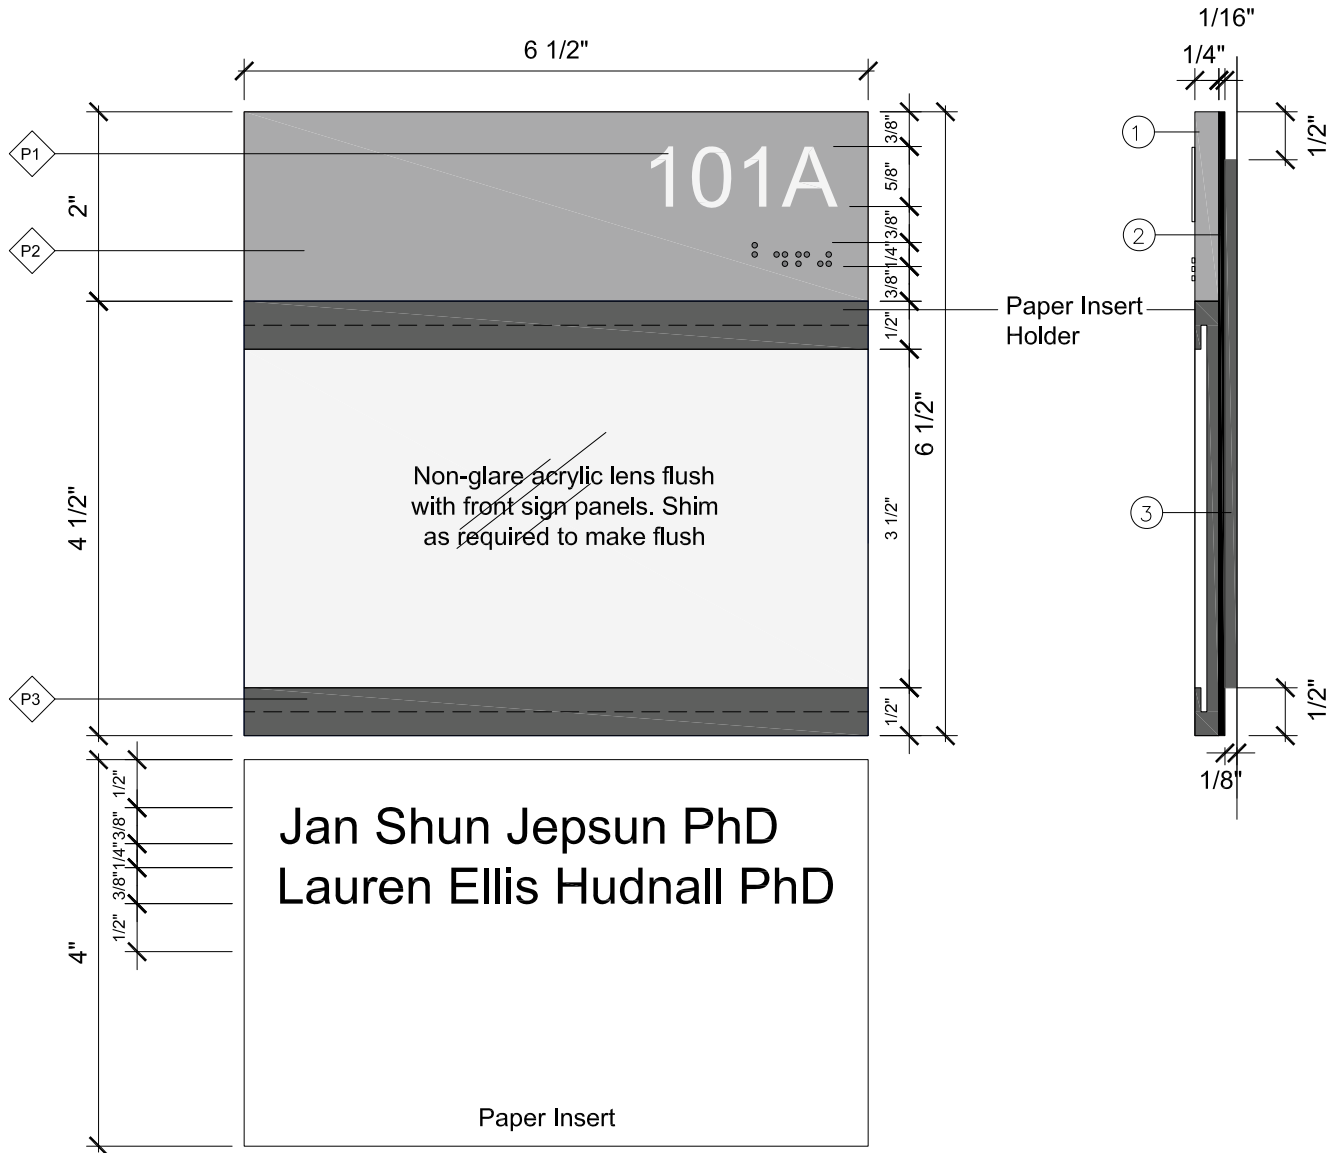 1/16"
6 1/2"
1/4"
P1
P2
2"
101A
3/8"
5/8"
3/8"
1/4"
3/8"
1/2"
1
2
1/2"
Paper Insert
Holder
6 1/2"
4 1/2"
Non-glare acrylic lens flush
with front sign panels. Shim
as required to make flush
3 1/2"
3
P3
1/2"
1/2"
1/8"
1/2"
3/8"
1/4"
3/8"
1/2"
4"
Jan Shun Jepsun PhD
Lauren Ellis Hudnall PhD
Paper Insert